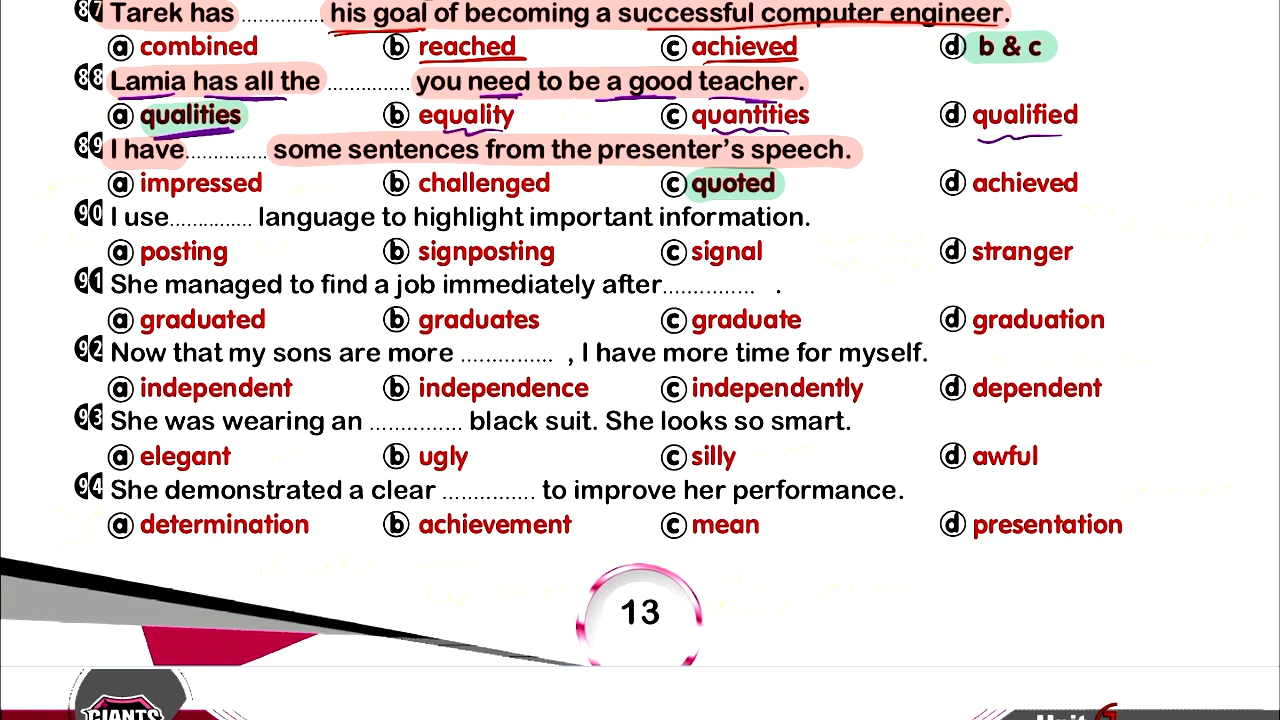 87 Tarek has ............... his goal of becoming a successful computer engineer.
a combined b reached c achieved d b & c
88 Lamia has all the ............... you need to be a good teacher.
a qualities b equality c quantities d qualified
89 I have............... some sentences from the presenter's speech.
a impressed b challenged c quoted d achieved
90 I use............... language to highlight important information.
a posting b signposting c signal d stranger
91 She managed to find a job immediately after............... .
a graduated b graduates c graduate d graduation
92 Now that my sons are more ............... , I have more time for myself.
a independent b independence c independently d dependent
93 She was wearing an ............... black suit. She looks so smart.
a elegant b ugly c silly d awful
94 She demonstrated a clear ............... to improve her performance.
a determination b achievement c mean d presentation
13
GIANTS
Unit